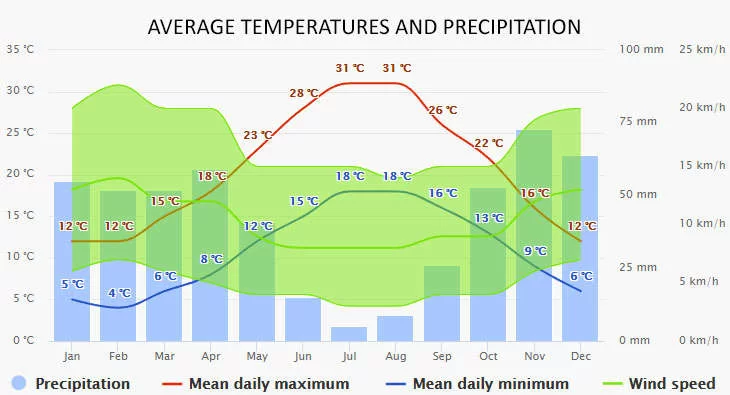 AVERAGE TEMPERATURES AND PRECIPITATION
35 °C 100 mm 25 km/h
31 °C 31 °C
30 °C 28 °C 20 km/h
26 °C
25 °C 23 °C 22 °C 75 mm
20 °C 18 °C 18 °C 18 °C 15 km/h
15 °C 15 °C 16 °C 16 °C 50 mm
15 °C 12 °C 12 °C 12 °C 13 °C 12 °C 10 km/h
10 °C 8 °C 9 °C 25 mm
5 °C 5 °C 4 °C 6 °C 6 °C 5 km/h
0 °C 0 mm 0 km/h
Jan Feb Mar Apr May Jun Jul Aug Sep Oct Nov Dec
Precipitation Mean daily maximum Mean daily minimum Wind speed